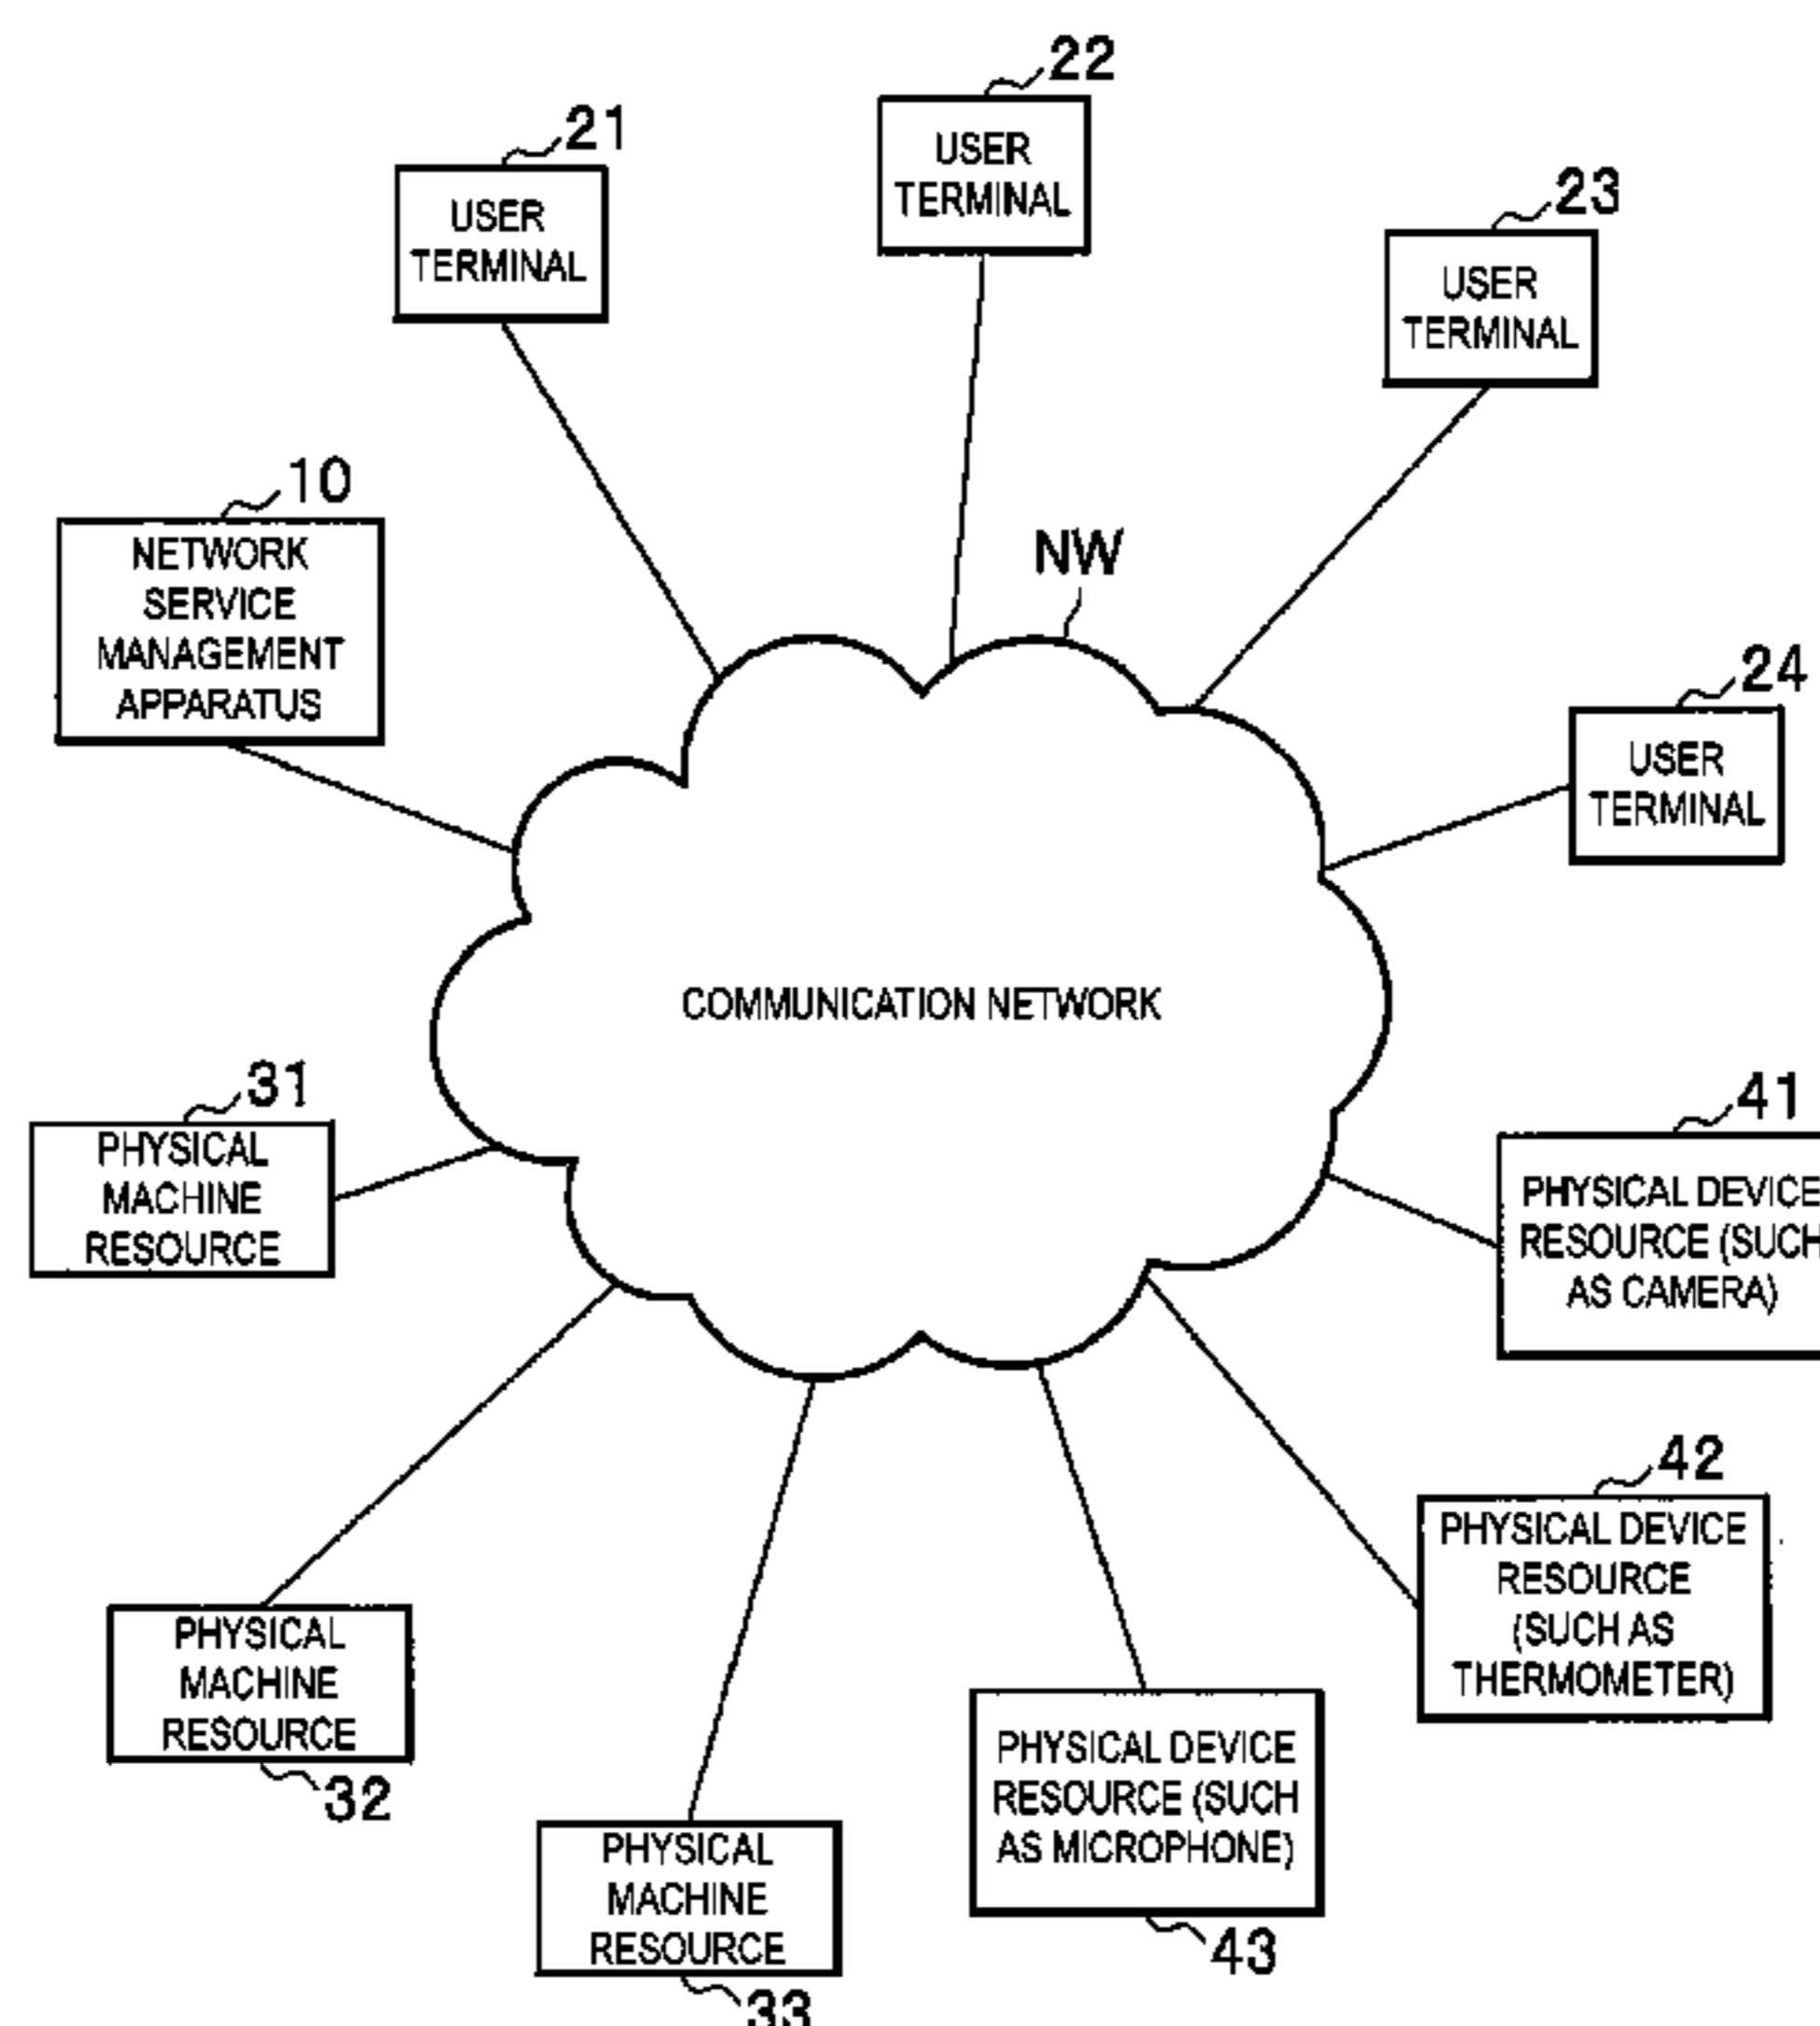 22
USER
TERMINAL
21
USER
TERMINAL
23
USER
TERMINAL
10
NETWORK
SERVICE
MANAGEMENT
APPARATUS
NW
24
USER
TERMINAL
COMMUNICATION NETWORK
31
PHYSICAL
MACHINE
RESOURCE
41
PHYSICAL DEVICE
RESOURCE (SUCH
AS CAMERA)
42
PHYSICAL DEVICE
RESOURCE
(SUCH AS
THERMOMETER)
PHYSICAL
MACHINE
RESOURCE
32
PHYSICAL DEVICE
RESOURCE (SUCH
AS MICROPHONE)
43
PHYSICAL
MACHINE
RESOURCE
33